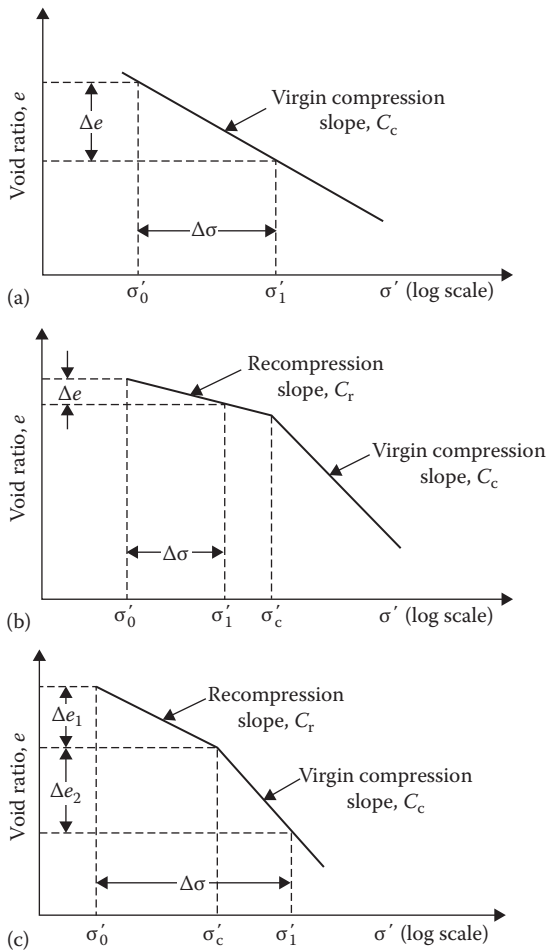 Void ratio, e
Δe
Virgin compression
slope, Cc
Δσ
(a)
σ′0
σ′1
σ′ (log scale)
Void ratio, e
Δe
Recompression
slope, Cr
Virgin compression
slope, Cc
Δσ
(b)
σ′0
σ′1
σ′c
σ′ (log scale)
Void ratio, e
Δe1
Δe2
Recompression
slope, Cr
Virgin compression
slope, Cc
Δσ
(c)
σ′0
σ′c
σ′1
σ′ (log scale)